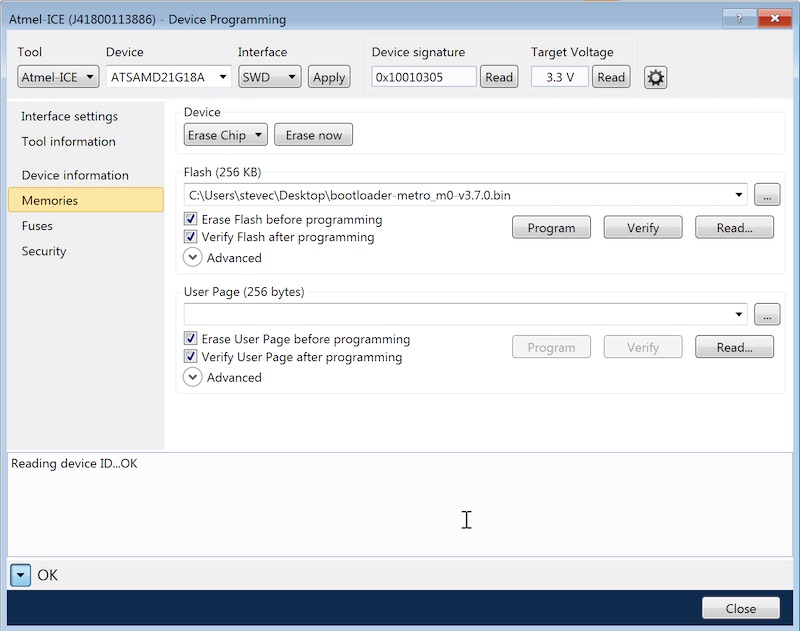 Atmel-ICE (J41800113886) - Device Programming
?
Tool Device Interface Device signature Target Voltage
Atmel-ICE ATSAMD21G18A SWD Apply 0x10010305 Read 3.3 V Read
Interface settings
Tool information
Device information
Memories
Fuses
Security
Device
Erase Chip Erase now
Flash (256 KB)
C:\Users\stevec\Desktop\bootloader-metro_m0-v3.7.0.bin ...
Erase Flash before programming
Verify Flash after programming
Program Verify Read...
Advanced
User Page (256 bytes)
...
Erase User Page before programming
Verify User Page after programming
Program Verify Read...
Advanced
Reading device ID...OK
OK
Close